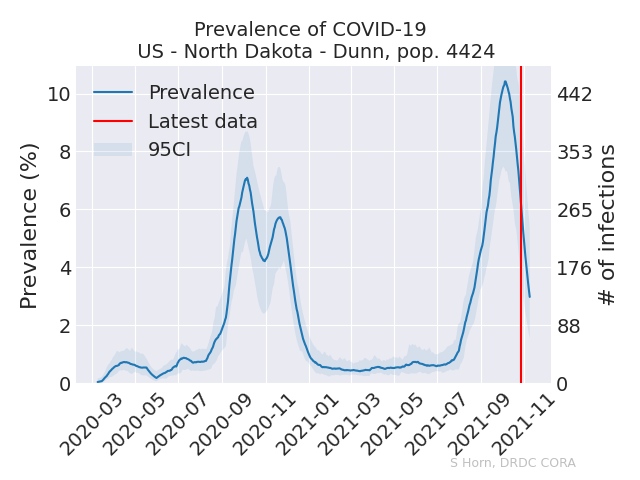 Prevalence of COVID-19
US - North Dakota - Dunn, pop. 4424
Prevalence
Latest data
95CI
Prevalence (%)
10
8
6
4
2
0
442
353
265
176
88
0
# of infections
2020-03
2020-05
2020-07
2020-09
2020-11
2021-01
2021-03
2021-05
2021-07
2021-09
2021-11
S Horn, DRDC CORA